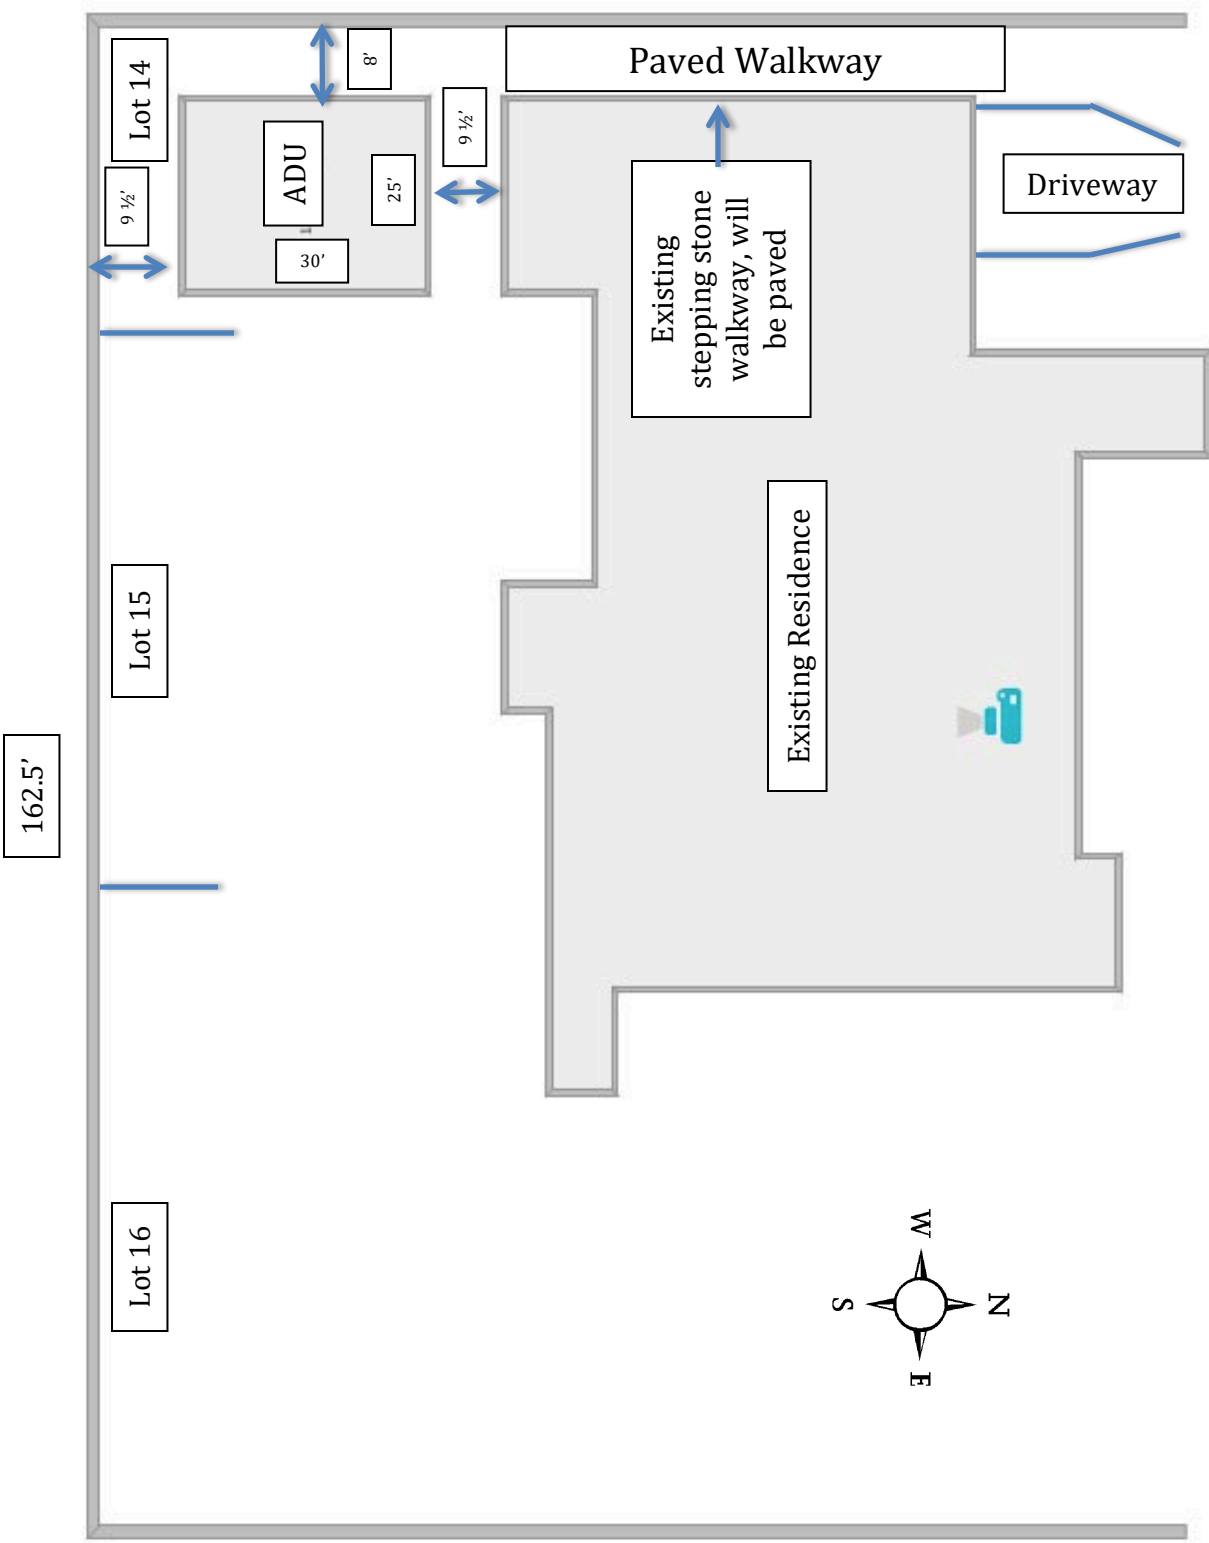 Paved Walkway
8'
Lot 14
9 ½'
ADU
25'
9 ½'
30'
Driveway
Existing
stepping stone
walkway, will
be paved
Lot 15
Existing Residence
162.5'
Lot 16
W
S
N
E